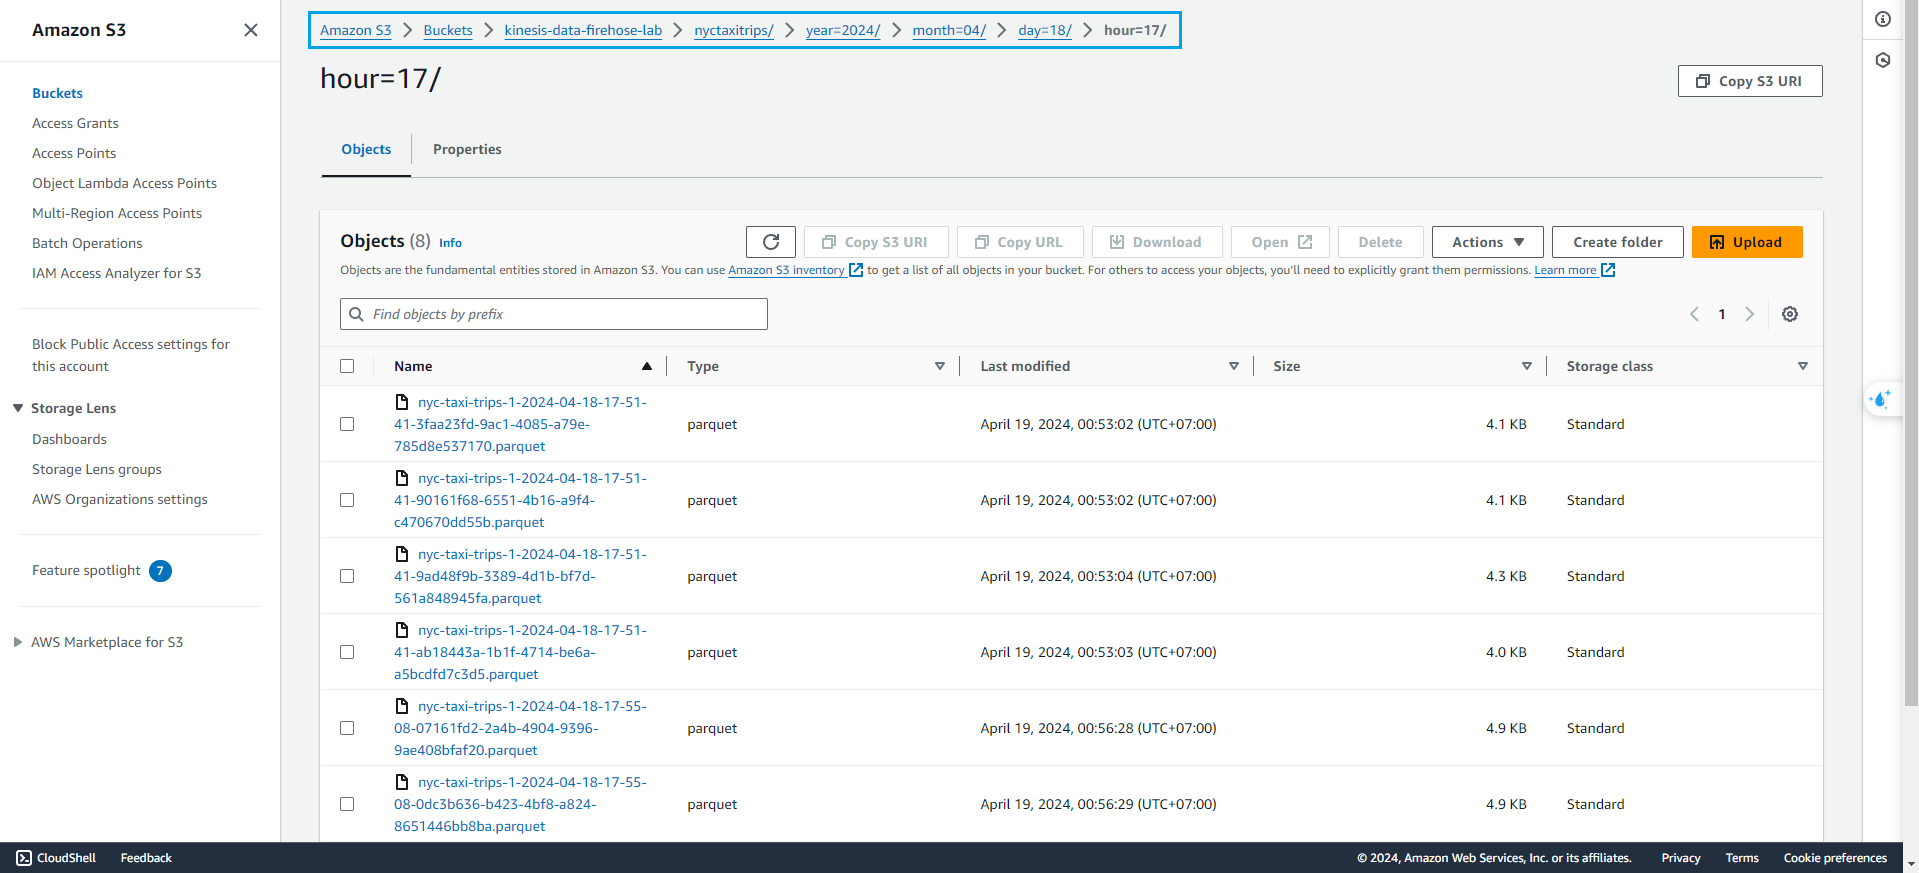 Amazon S3
Buckets
Access Grants
Access Points
Object Lambda Access Points
Multi-Region Access Points
Batch Operations
IAM Access Analyzer for S3
Block Public Access settings for
this account
Storage Lens
Dashboards
Storage Lens groups
AWS Organizations settings
Feature spotlight 7
AWS Marketplace for S3
Amazon S3 Buckets kinesis-data-firehose-lab nyctaxitrips/ year=2024/ month=04/ day=18/ hour=17/
hour=17/
Copy S3 URI
Objects Properties
Objects (8) Info
Copy S3 URI Copy URL Download Open Delete Actions Create folder Upload
Objects are the fundamental entities stored in Amazon S3. You can use Amazon S3 inventory to get a list of all objects in your bucket. For others to access your objects, you’ll need to explicitly grant them permissions. Learn more
Find objects by prefix
1
Name Type Last modified Size Storage class
nyc-taxi-trips-1-2024-04-18-17-51-
41-3faa23fd-9ac1-4085-a79e- parquet April 19, 2024, 00:53:02 (UTC+07:00) 4.1 KB Standard
785d8e537170.parquet
nyc-taxi-trips-1-2024-04-18-17-51-
41-90161f68-6551-4b16-a9f4- parquet April 19, 2024, 00:53:02 (UTC+07:00) 4.1 KB Standard
c470670dd55b.parquet
nyc-taxi-trips-1-2024-04-18-17-51-
41-9ad48f9b-3389-4d1b-bf7d- parquet April 19, 2024, 00:53:04 (UTC+07:00) 4.3 KB Standard
561a848945fa.parquet
nyc-taxi-trips-1-2024-04-18-17-51-
41-ab18443a-1b1f-4714-be6a- parquet April 19, 2024, 00:53:03 (UTC+07:00) 4.0 KB Standard
a5bcdfd7c3d5.parquet
nyc-taxi-trips-1-2024-04-18-17-55-
08-07161fd2-2a4b-4904-9396- parquet April 19, 2024, 00:56:28 (UTC+07:00) 4.9 KB Standard
9ae408bfaf20.parquet
nyc-taxi-trips-1-2024-04-18-17-55-
08-0dc3b636-b423-4bf8-a824- parquet April 19, 2024, 00:56:29 (UTC+07:00) 4.9 KB Standard
8651446bb8ba.parquet
CloudShell Feedback © 2024, Amazon Web Services, Inc. or its affiliates. Privacy Terms Cookie preferences